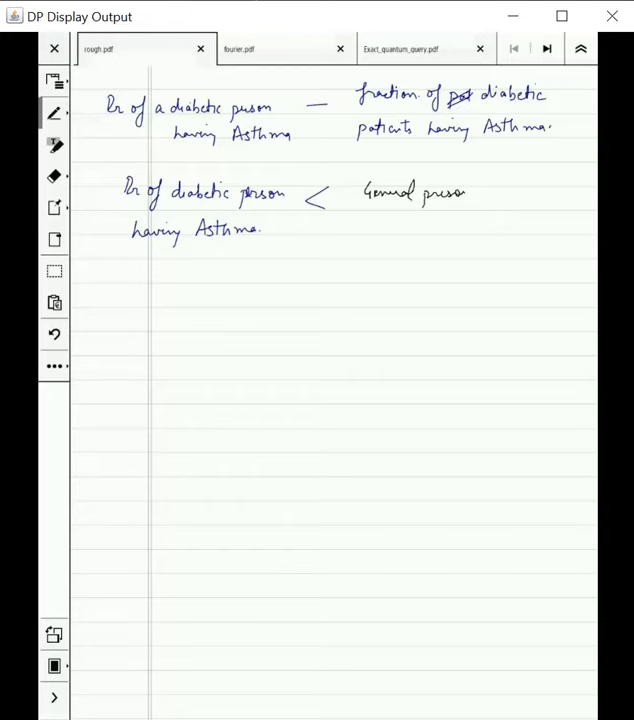 DP Display Output
rough.pdf
fourier.pdf
Exact_quantum_query.pdf
Pr of a diabetic person — fraction of diabetic
having Asthma patients having Asthma.
Pr of diabetic person < General preson
having Asthma.